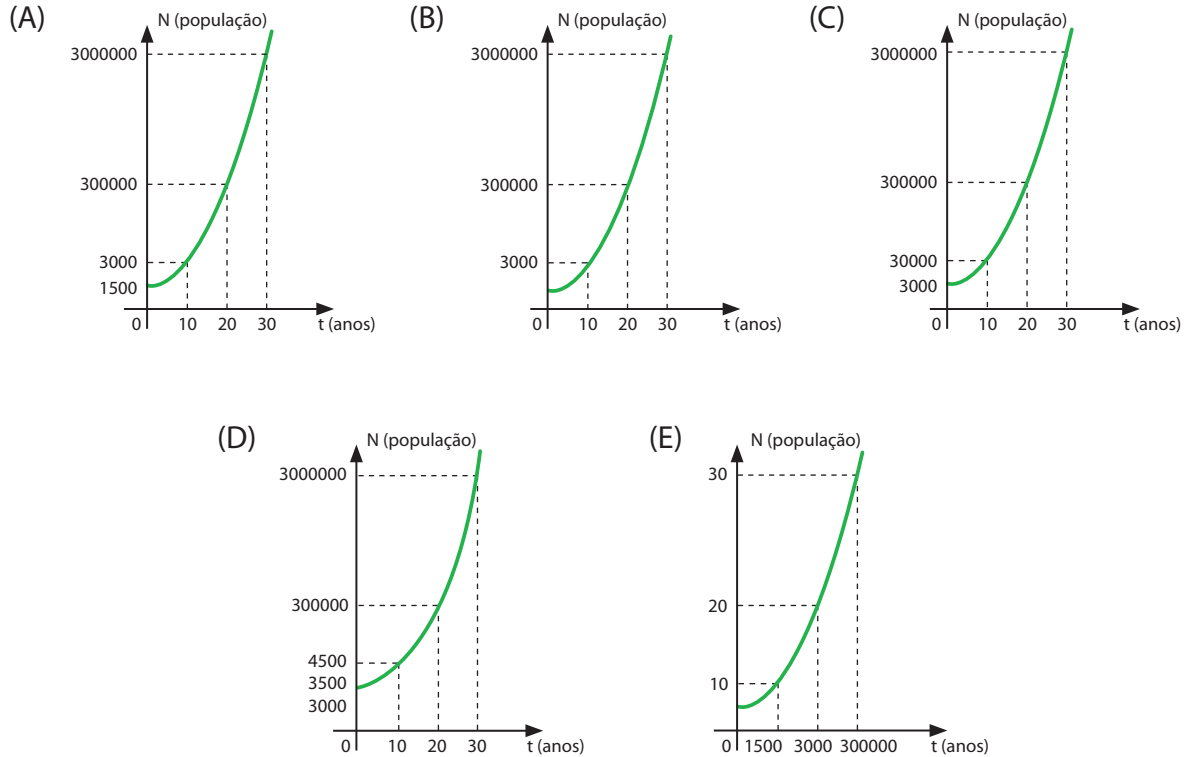 (A)
N (população)
3000000
300000
3000
1500
0 10 20 30 t (anos)
(B)
N (população)
3000000
300000
3000
0 10 20 30 t (anos)
(C)
N (população)
3000000
300000
30000
3000
0 10 20 30 t (anos)
(D)
N (população)
3000000
300000
4500
3500
3000
0 10 20 30 t (anos)
(E)
N (população)
30
20
10
0 1500 3000 300000 t (anos)